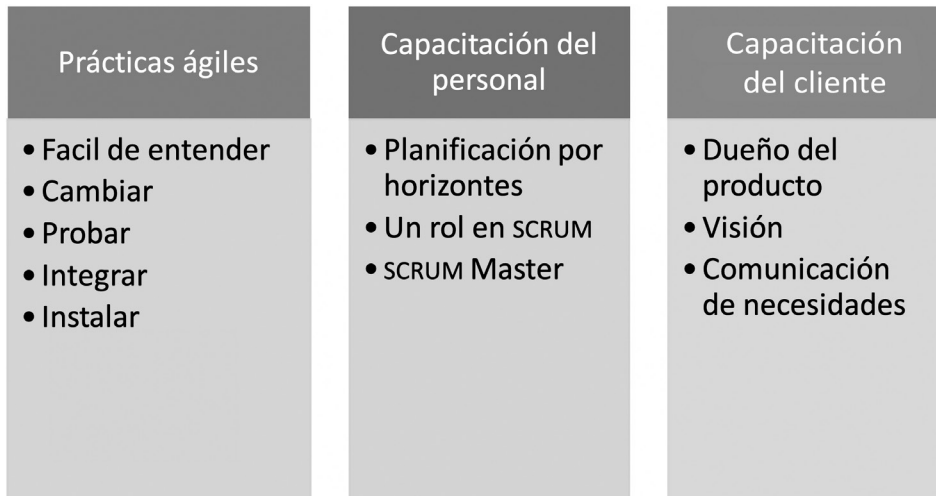 Prácticas ágiles
• Facil de entender
• Cambiar
• Probar
• Integrar
• Instalar
Capacitación del
personal
• Planificación por
horizontes
• Un rol en SCRUM
• SCRUM Master
Capacitación
del cliente
• Dueño del
producto
• Visión
• Comunicación
de necesidades